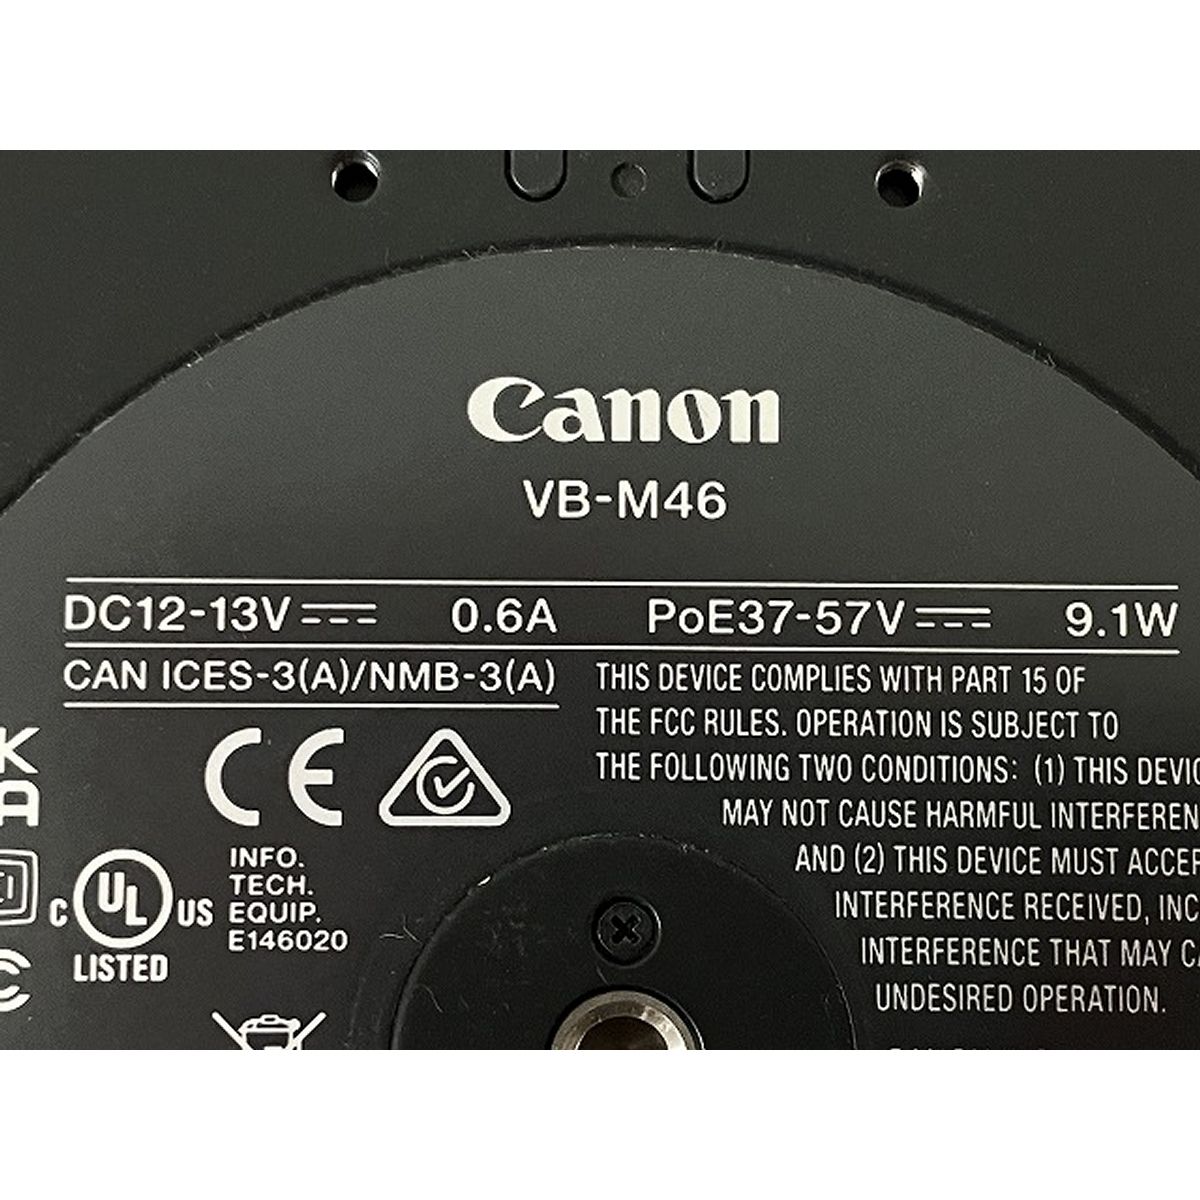 Canon
VB-M46
DC12-13V 0.6A PoE37-57V 9.1W
CAN ICES-3(A)/NMB-3(A)
THIS DEVICE COMPLIES WITH PART 15 OF
THE FCC RULES. OPERATION IS SUBJECT TO
THE FOLLOWING TWO CONDITIONS: (1) THIS
MAY NOT CAUSE HARMFUL
AND (2) THIS DEVICE MUST
INTERFERENCE RECEIVED,
INTERFERENCE THAT MAY
UNDESIRED OPERATION.
K
A
CE
C UL US
LISTED
INFO.
TECH.
EQUIP.
E146020